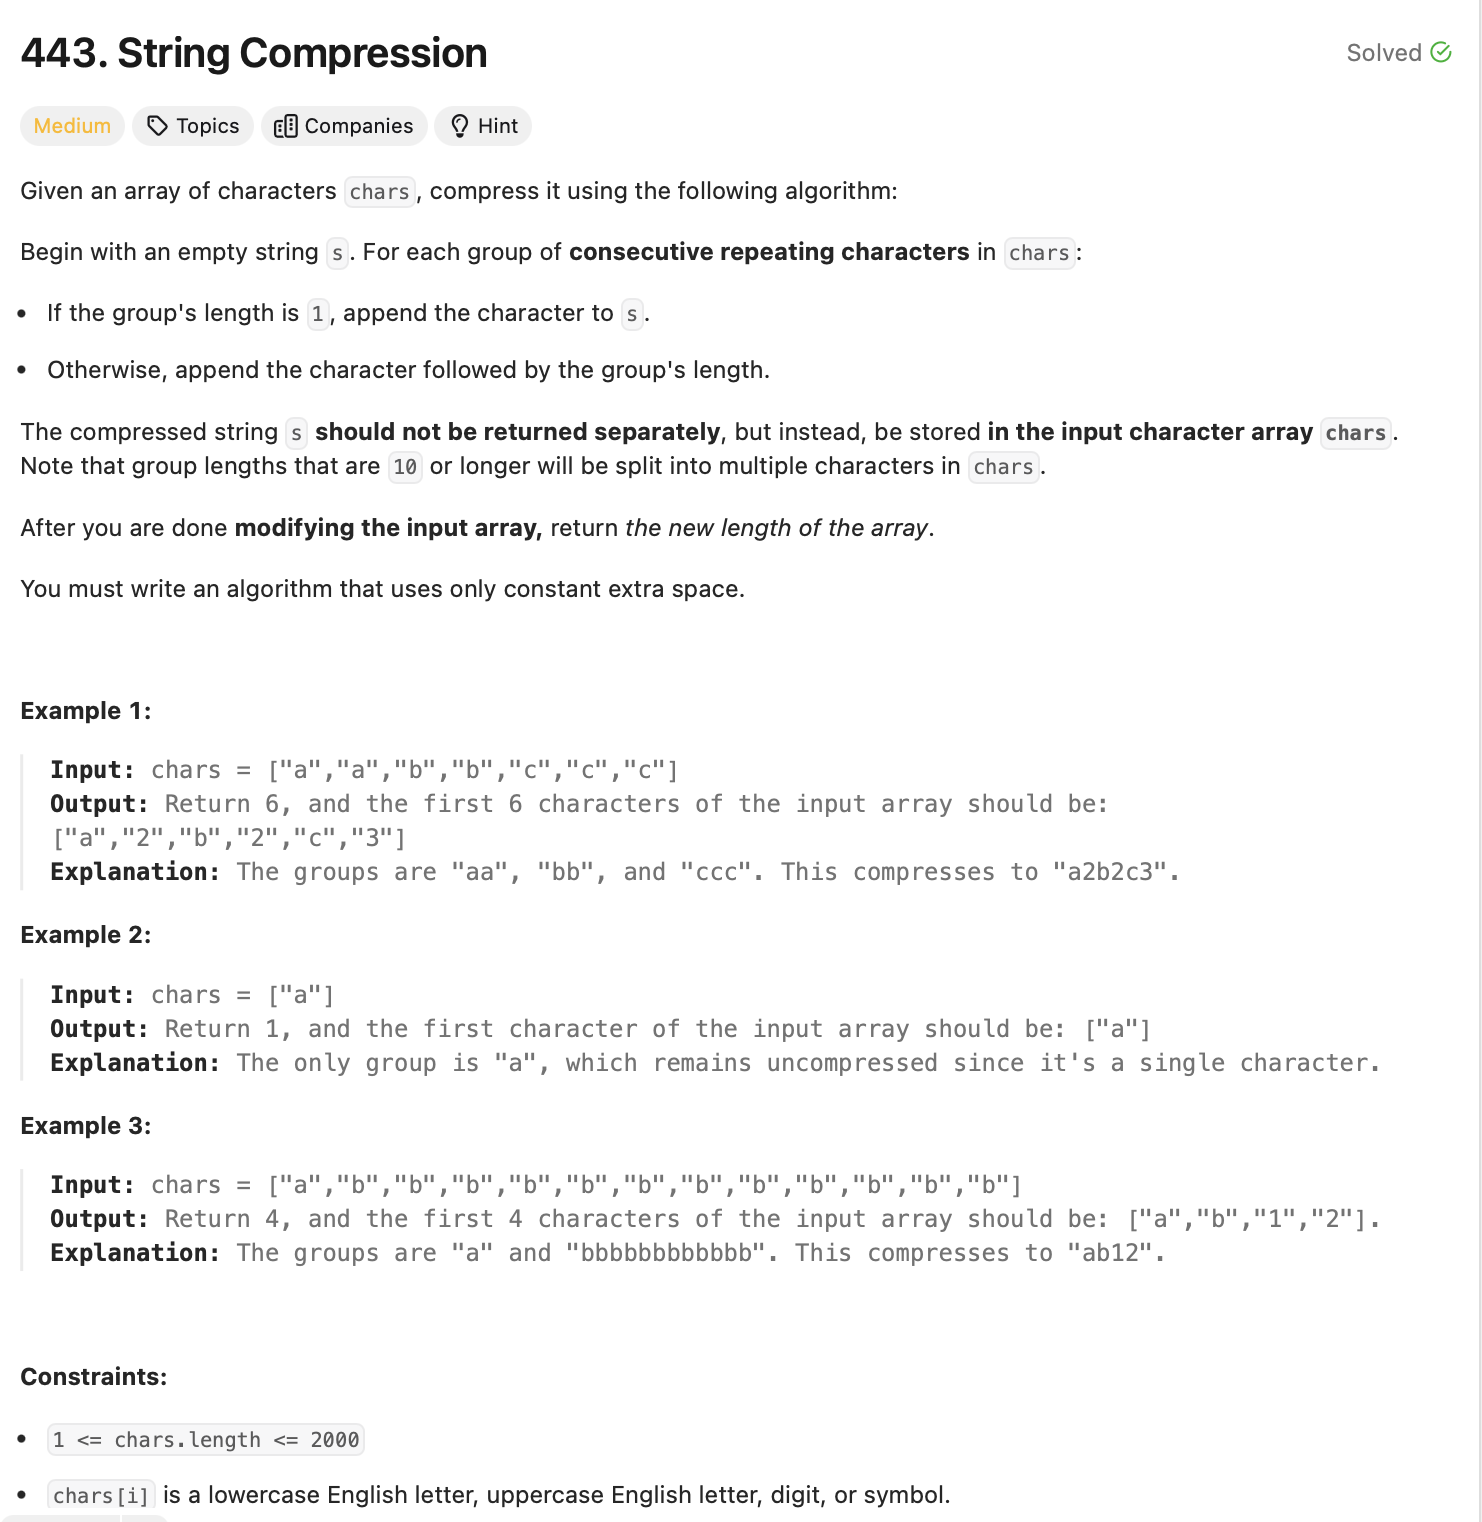 443. String Compression
Solved
Medium
Topics
Companies
Hint
Given an array of characters chars, compress it using the following algorithm:
Begin with an empty string s. For each group of consecutive repeating characters in chars:
• If the group's length is 1, append the character to s.
• Otherwise, append the character followed by the group's length.
The compressed string s should not be returned separately, but instead, be stored in the input character array chars.
Note that group lengths that are 10 or longer will be split into multiple characters in chars.
After you are done modifying the input array, return the new length of the array.
You must write an algorithm that uses only constant extra space.
Example 1:
Input: chars = ["a","a","b","b","c","c","c"]
Output: Return 6, and the first 6 characters of the input array should be:
["a","2","b","2","c","3"]
Explanation: The groups are "aa", "bb", and "ccc". This compresses to "a2b2c3".
Example 2:
Input: chars = ["a"]
Output: Return 1, and the first character of the input array should be: ["a"]
Explanation: The only group is "a", which remains uncompressed since it's a single character.
Example 3:
Input: chars = ["a","b","b","b","b","b","b","b","b","b","b","b","b"]
Output: Return 4, and the first 4 characters of the input array should be: ["a","b","1","2"].
Explanation: The groups are "a" and "bbbbbbbbbbbb". This compresses to "ab12".
Constraints:
• 1 <= chars.length <= 2000
• chars[i] is a lowercase English letter, uppercase English letter, digit, or symbol.